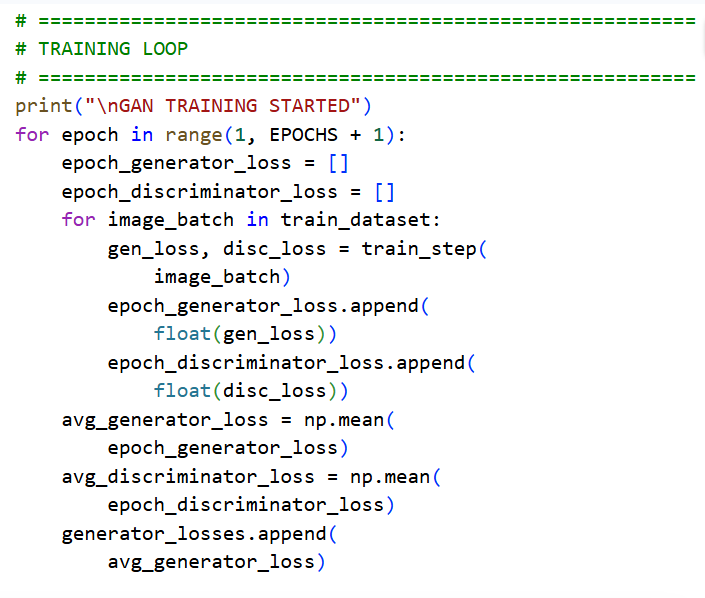 # =========================================================
# TRAINING LOOP
# =========================================================
print("\nGAN TRAINING STARTED")
for epoch in range(1, EPOCHS + 1):
    epoch_generator_loss = []
    epoch_discriminator_loss = []
    for image_batch in train_dataset:
        gen_loss, disc_loss = train_step(
            image_batch)
        epoch_generator_loss.append(
            float(gen_loss))
        epoch_discriminator_loss.append(
            float(disc_loss))
    avg_generator_loss = np.mean(
        epoch_generator_loss)
    avg_discriminator_loss = np.mean(
        epoch_discriminator_loss)
    generator_losses.append(
        avg_generator_loss)